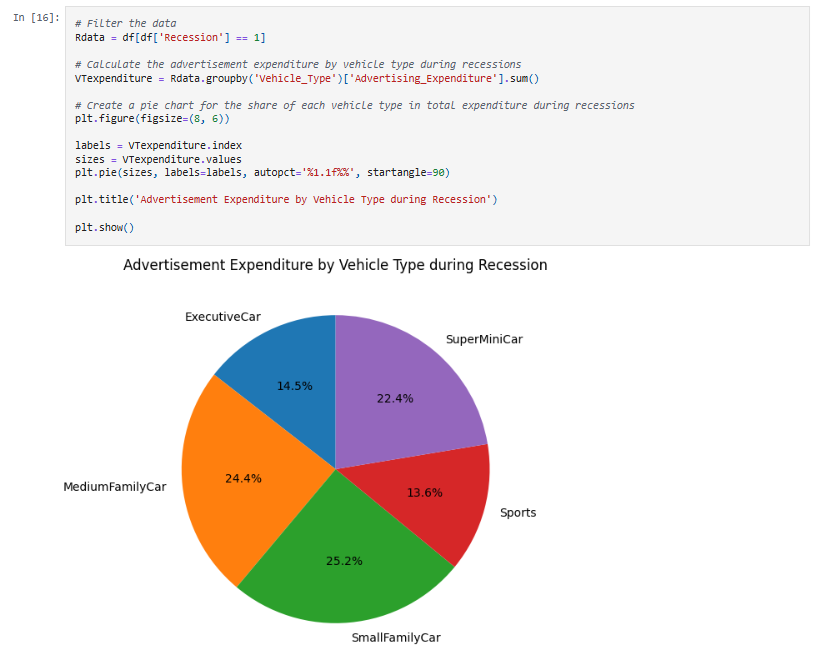 In [16]:
# Filter the data
Rdata = df[df['Recession'] == 1]
# Calculate the advertisement expenditure by vehicle type during recessions
VTexpenditure = Rdata.groupby('Vehicle_Type')['Advertising_Expenditure'].sum()
# Create a pie chart for the share of each vehicle type in total expenditure during recessions
plt.figure(figsize=(8, 6))
labels = VTexpenditure.index
sizes = VTexpenditure.values
plt.pie(sizes, labels=labels, autopct='%1.1f%%', startangle=90)
plt.title('Advertisement Expenditure by Vehicle Type during Recession')
plt.show()
Advertisement Expenditure by Vehicle Type during Recession
ExecutiveCar
SuperMiniCar
14.5%
22.4%
24.4%
MediumFamilyCar
13.6%
Sports
25.2%
SmallFamilyCar